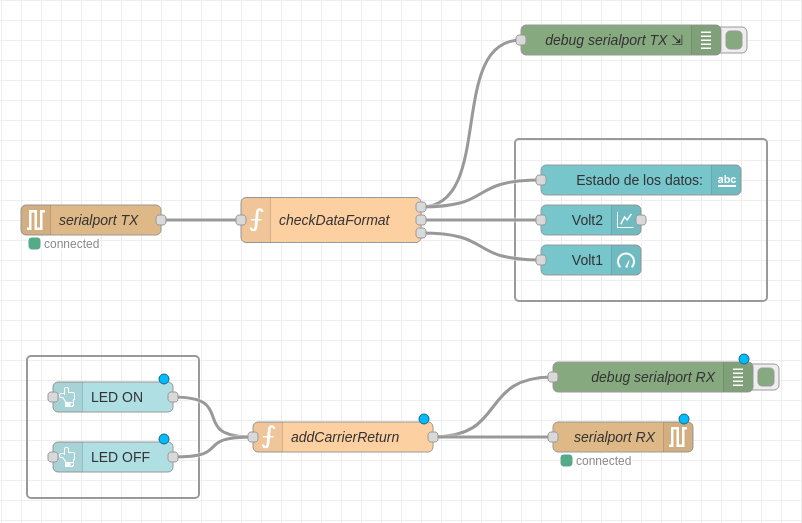 debug serialport TX ⇲
Estado de los datos:
abc
serialport TX
connected
checkDataFormat
Volt2
Volt1
LED ON
LED OFF
addCarrierReturn
debug serialport RX
serialport RX
connected